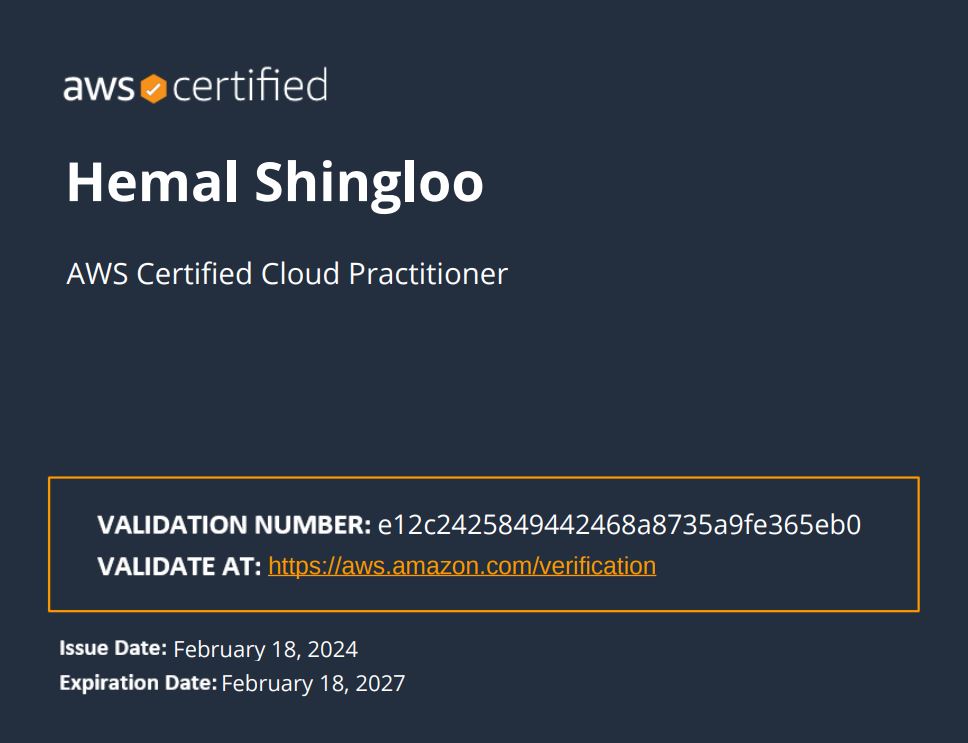 aws certified
Hemal Shingloo
AWS Certified Cloud Practitioner
VALIDATION NUMBER: e12c2425849442468a8735a9fe365eb0
VALIDATE AT: https://aws.amazon.com/verification
Issue Date: February 18, 2024
Expiration Date: February 18, 2027